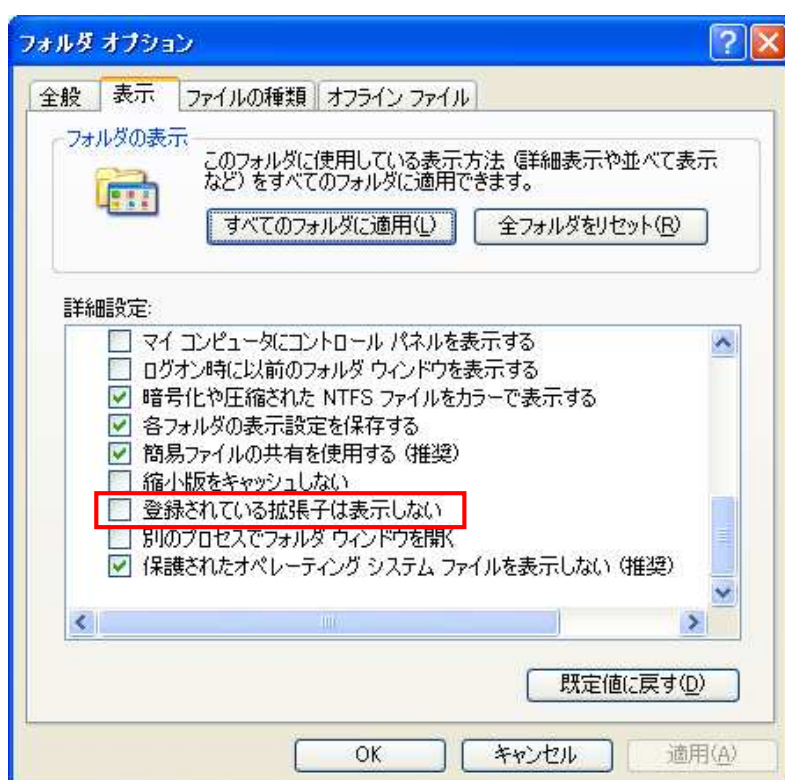 フォルダ オプション
全般
表示
ファイルの種類
オフライン ファイル
フォルダの表示
このフォルダに使用している表示方法 (詳細表示や並べて表示
など) をすべてのフォルダに適用できます。
すべてのフォルダに適用(L)
全フォルダをリセット(R)
詳細設定:
マイ コンピュータにコントロール パネルを表示する
ログオン時に以前のフォルダ ウィンドウを表示する
暗号化や圧縮された NTFS ファイルをカラーで表示する
各フォルダの表示設定を保存する
簡易ファイルの共有を使用する (推奨)
縮小版をキャッシュしない
登録されている拡張子は表示しない
別のプロセスでフォルダ ウィンドウを開く
保護されたオペレーティング システム ファイルを表示しない (推奨)
既定値に戻す(D)
OK
キャンセル
適用(A)